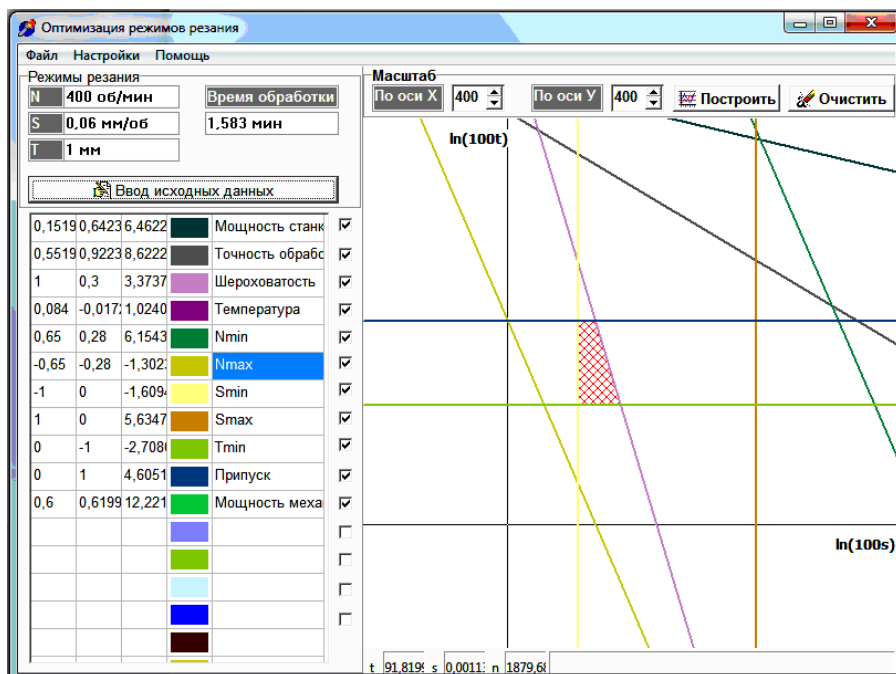 Оптимизация режимов резания
Файл Настройки Помощь
Режимы резания
N 400 об/мин Время обработки
S 0,06 мм/об 1,583 мин
T 1 мм
Ввод исходных данных
Масштаб
По оси X 400 По оси У 400 Построить Очистить
0,1519 0,6423 6,4622 Мощность станк
0,5519 0,9223 8,6222 Точность обрабо
1 0,3 3,3737 Шероховатость
0,084 -0,017 1,0240 Температура
0,65 0,28 6,1543 Nmin
-0,65 -0,28 -1,302 Nmax
-1 0 -1,609 Smin
1 0 5,6347 Smax
0 -1 -2,708 Tmin
0 1 4,6051 Припуск
0,6 0,6199 12,221 Мощность меха
ln(100t)
ln(100s)
t 91,819 s 0,0011 n 1879,6